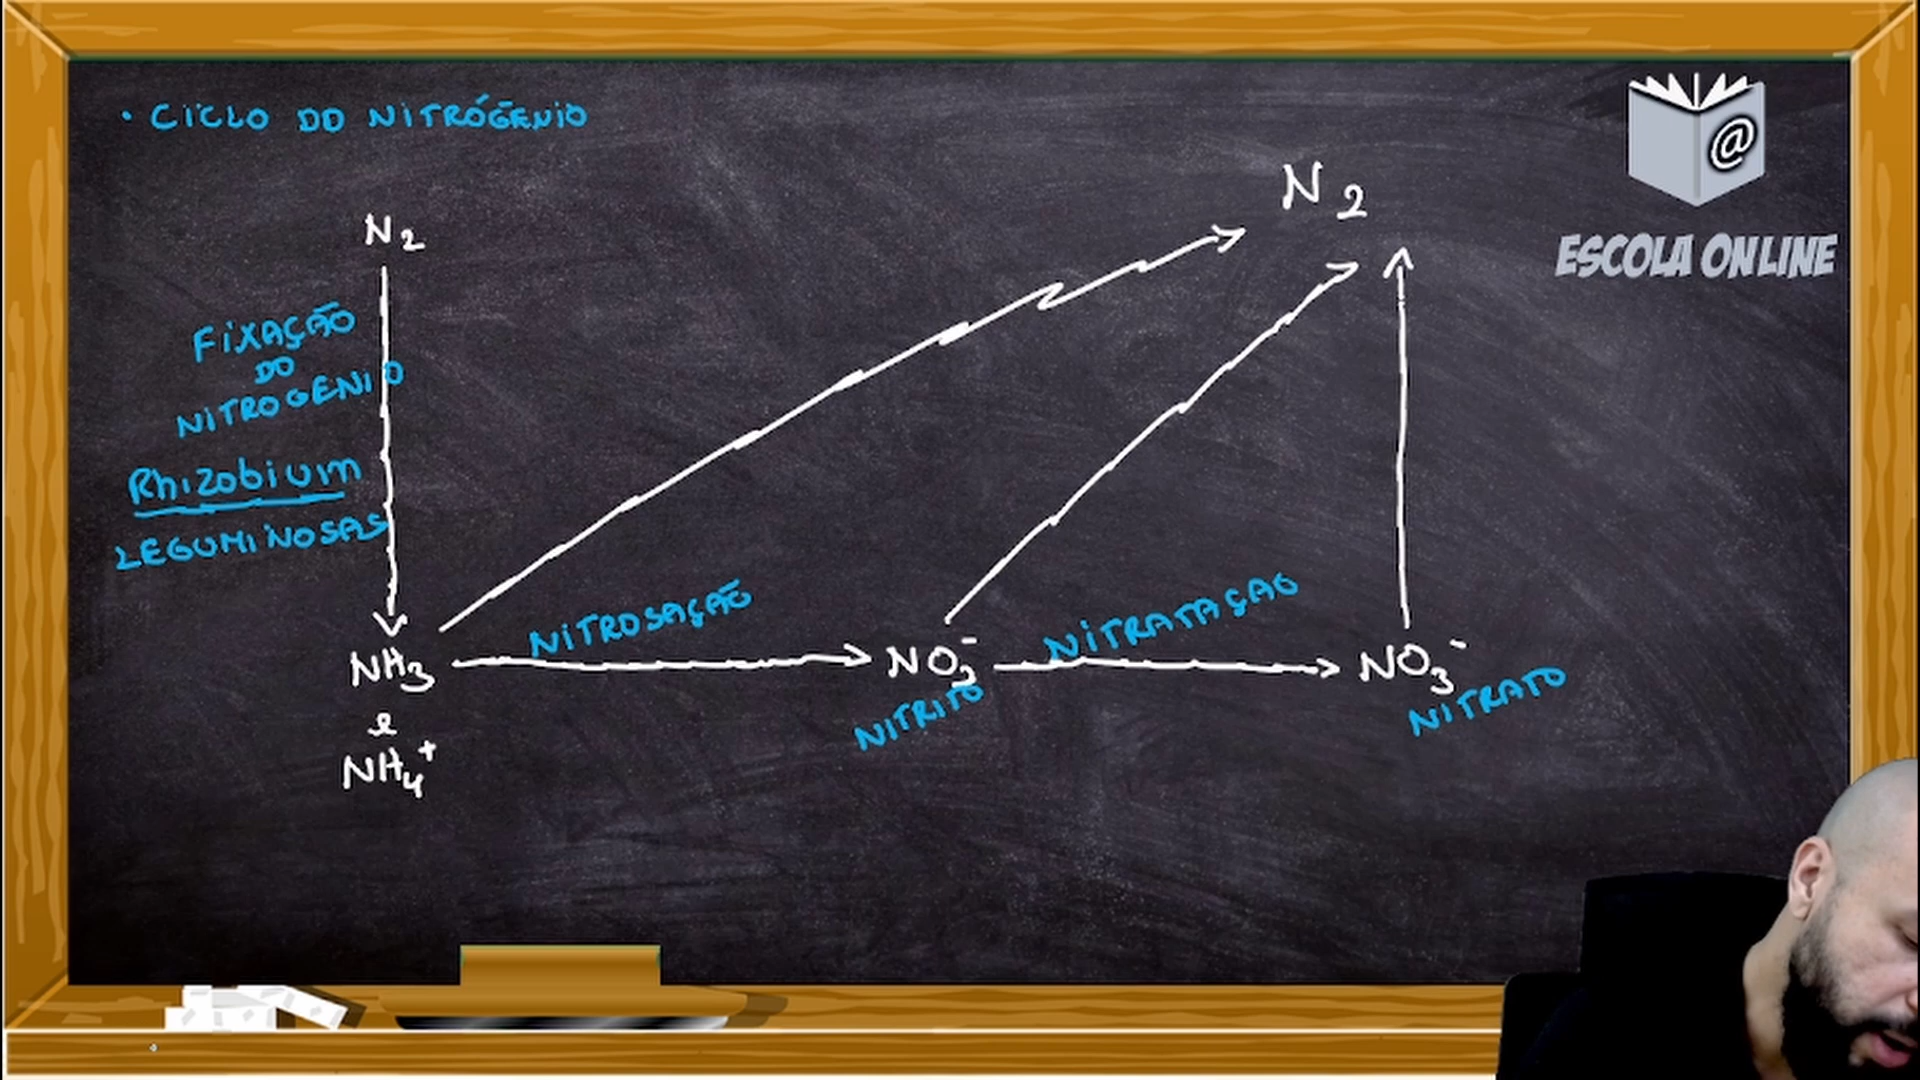 • CICLO DO NITRÓGÊNIO
N2
N2
@
ESCOLA ONLINE
FIXAÇÃO
DO
NITROGENIO
Rhizobium
LEGUMINOSAS
NITROSAÇÃO
NITRATAÇÃO
NH3
NO2-
NO3-
NITRITO
NITRATO
e
NH4+